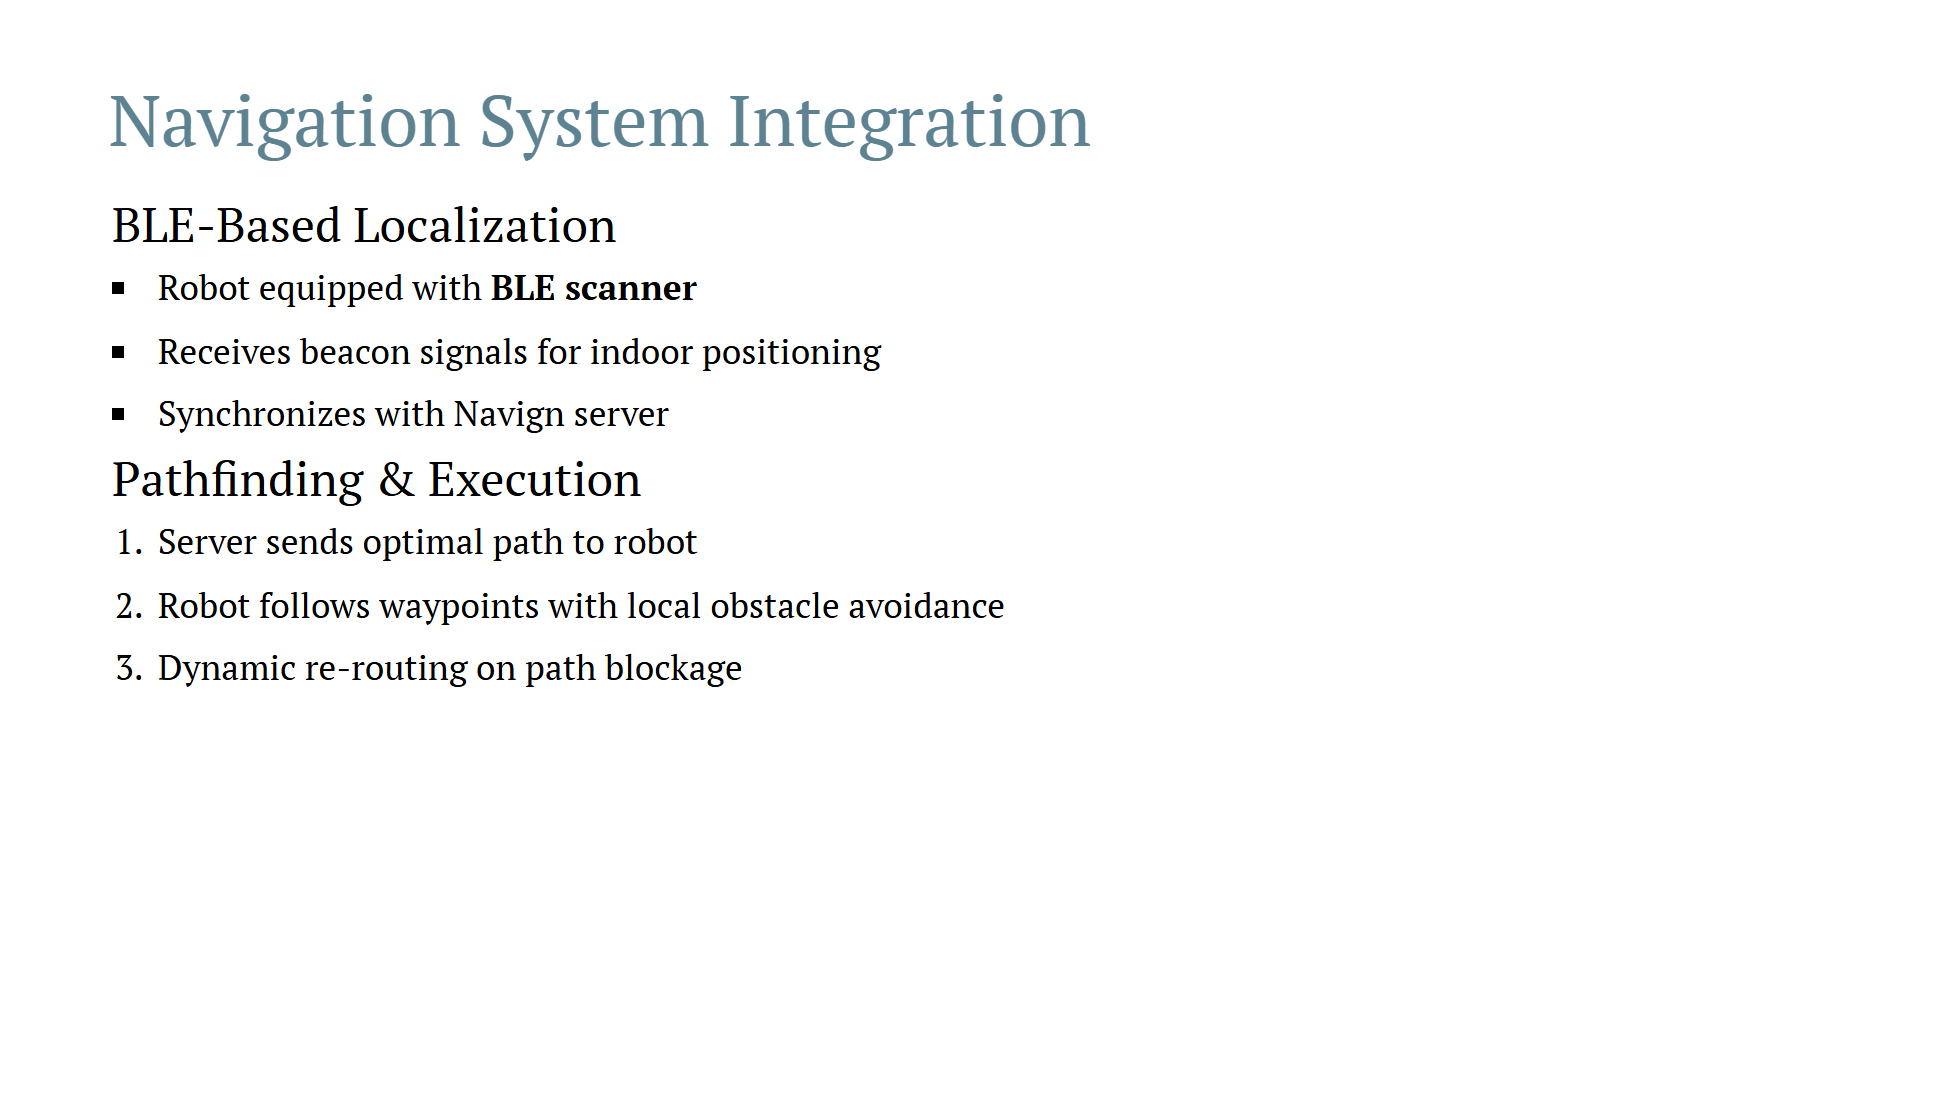 Navigation System Integration
BLE-Based Localization
▪ Robot equipped with BLE scanner
▪ Receives beacon signals for indoor positioning
▪ Synchronizes with Navign server
Pathfinding & Execution
1. Server sends optimal path to robot
2. Robot follows waypoints with local obstacle avoidance
3. Dynamic re-routing on path blockage